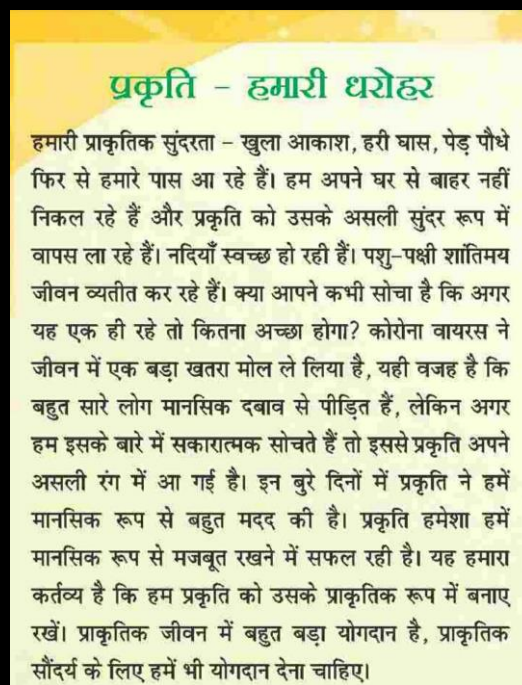 प्रकृति - हमारी धरोहर
हमारी प्राकृतिक सुंदरता – खुला आकाश, हरी घास, पेड़ पौधे
फिर से हमारे पास आ रहे हैं। हम अपने घर से बाहर नहीं
निकल रहे हैं और प्रकृति को उसके असली सुंदर रूप में
वापस ला रहे हैं। नदियाँ स्वच्छ हो रही हैं। पशु-पक्षी शांतिमय
जीवन व्यतीत कर रहे हैं। क्या आपने कभी सोचा है कि अगर
यह एक ही रहे तो कितना अच्छा होगा? कोरोना वायरस ने
जीवन में एक बड़ा खतरा मोल ले लिया है, यही वजह है कि
बहुत सारे लोग मानसिक दबाव से पीड़ित हैं, लेकिन अगर
हम इसके बारे में सकारात्मक सोचते हैं तो इससे प्रकृति अपने
असली रंग में आ गई है। इन बुरे दिनों में प्रकृति ने हमें
मानसिक रूप से बहुत मदद की है। प्रकृति हमेशा हमें
मानसिक रूप से मजबूत रखने में सफल रही है। यह हमारा
कर्तव्य है कि हम प्रकृति को उसके प्राकृतिक रूप में बनाए
रखें। प्राकृतिक जीवन में बहुत बड़ा योगदान है, प्राकृतिक
सौंदर्य के लिए हमें भी योगदान देना चाहिए।